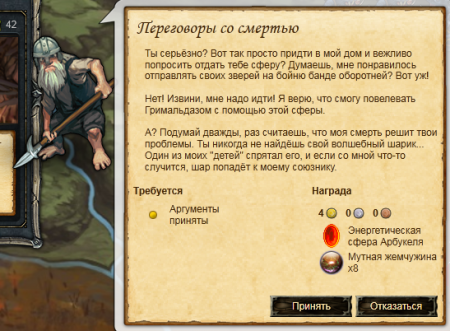 42
Переговоры со смертью
Ты серьёзно? Вот так просто придти в мой дом и вежливо
попросить отдать тебе сферу? Думаешь, мне понравилось
отправлять своих зверей на бойню банде оборотней? Вот уж!
Нет! Извини, мне надо идти! Я верю, что смогу повелевать
Гримальдазом с помощью этой сферы.
А? Подумай дважды, раз считаешь, что моя смерть решит твои
проблемы. Ты никогда не найдёшь свой волшебный шарик...
Один из моих "детей" спрятал его, и если со мной что-то
случится, шар попадёт к моему союзнику.
Требуется
Аргументы
приняты
Награда
4 0 0
Энергетическая
сфера Арбукеля
Мутная жемчужина
x8
Принять
Отказаться